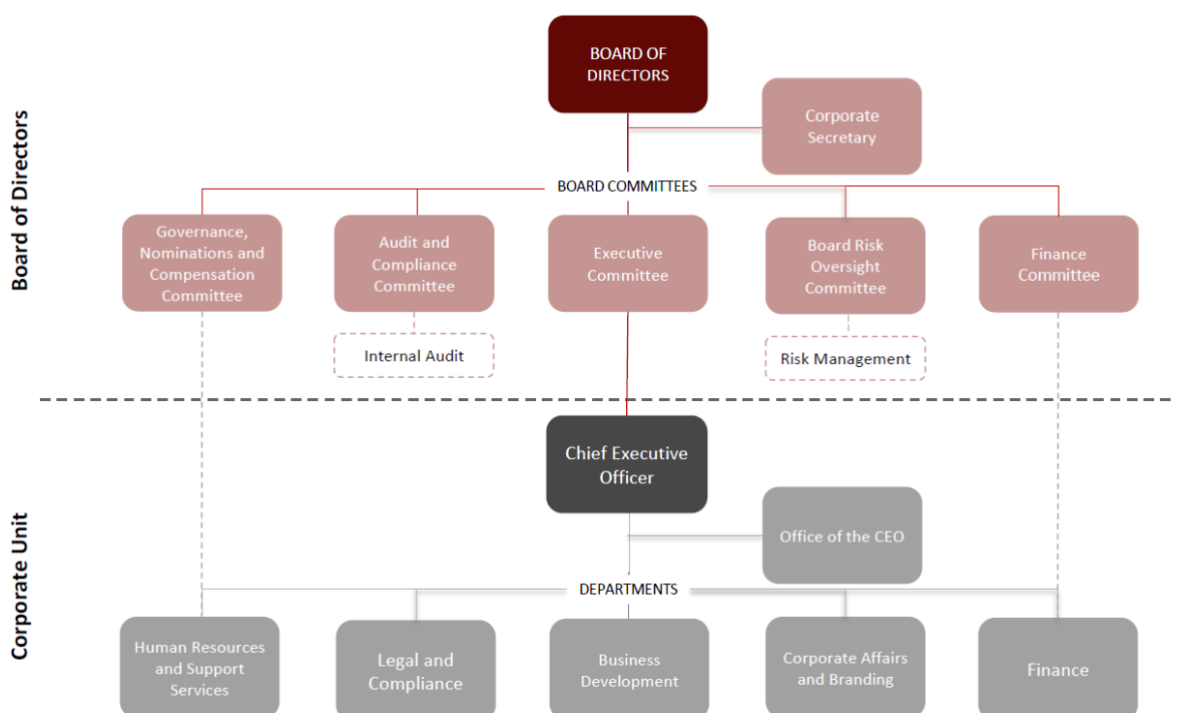 BOARD OF
DIRECTORS
Corporate
Secretary
Board of Directors
BOARD COMMITTEES
Governance,
Nominations and
Compensation
Committee
Audit and
Compliance
Committee
Executive
Committee
Board Risk
Oversight
Committee
Finance
Committee
Internal Audit
Risk Management
Chief Executive
Officer
Corporate Unit
Office of the CEO
DEPARTMENTS
Human Resources
and Support
Services
Legal and
Compliance
Business
Development
Corporate Affairs
and Branding
Finance